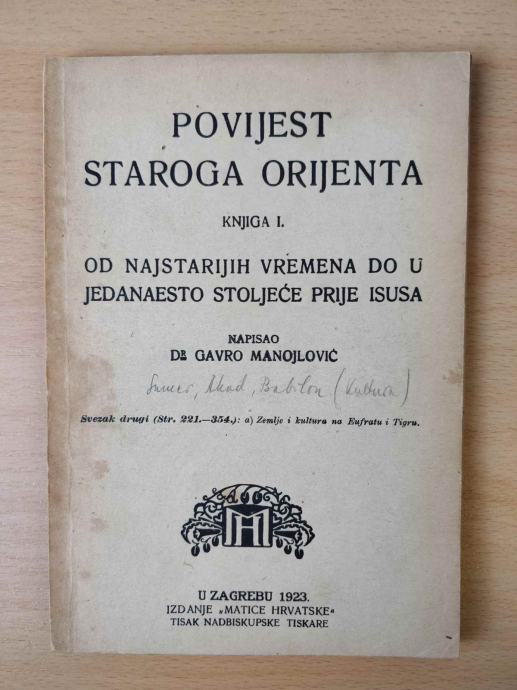 POVIJEST
STAROGA ORIJENTA
KNJIGA I.
OD NAJSTARIJIH VREMENA DO U
JEDANAESTO STOLJEĆE PRIJE ISUSA
NAPISAO
DR GAVRO MANOJLOVIĆ
Sumer, Akad, Babilon (kultura)
Svezak drugi (Str. 221.—354.): a) Zemlje i kultura na Eufratu i Tigru.
MH
U ZAGREBU 1923.
IZDANJE „MATICE HRVATSKE“
TISAK NADBISKUPSKE TISKARE